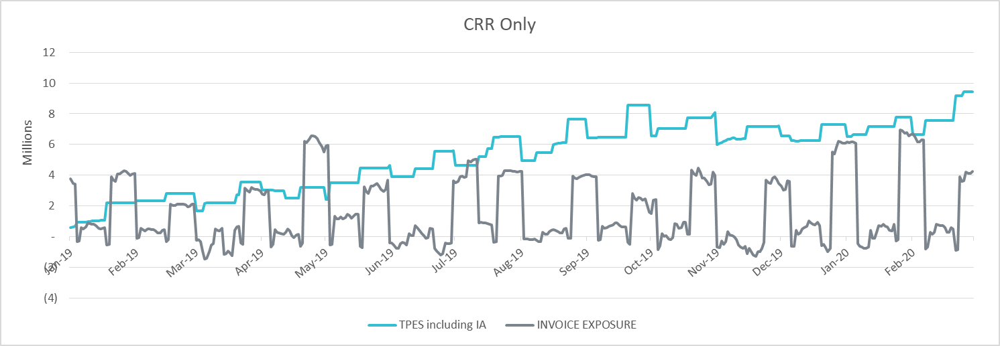 CRR Only
Millions
12
10
8
6
4
2
-
(2)
(4)
Jan-19 Feb-19 Mar-19 Apr-19 May-19 Jun-19 Jul-19 Aug-19 Sep-19 Oct-19 Nov-19 Dec-19 Jan-20 Feb-20
TPES including IA INVOICE EXPOSURE